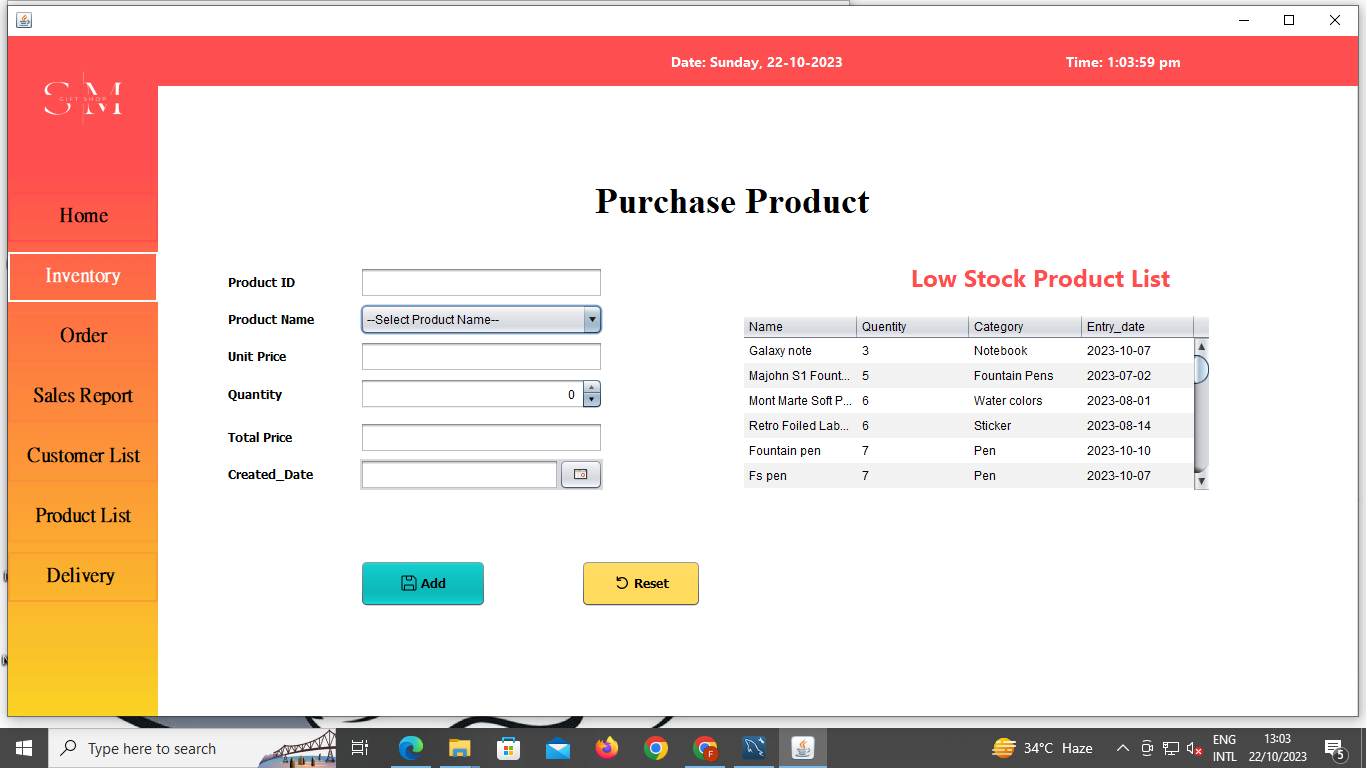 Date: Sunday, 22-10-2023 Time: 1:03:59 pm
SM
GIFT SHOP
Home
Inventory
Order
Sales Report
Customer List
Product List
Delivery
Purchase Product
Product ID
Product Name --Select Product Name--
Unit Price
Quantity 0
Total Price
Created_Date
Add Reset
Low Stock Product List
Name Quentity Category Entry_date
Galaxy note 3 Notebook 2023-10-07
Majohn S1 Fount... 5 Fountain Pens 2023-07-02
Mont Marte Soft P... 6 Water colors 2023-08-01
Retro Foiled Lab... 6 Sticker 2023-08-14
Fountain pen 7 Pen 2023-10-10
Fs pen 7 Pen 2023-10-07
Type here to search
F
34°C Haze
ENG
INTL
13:03
22/10/2023
5